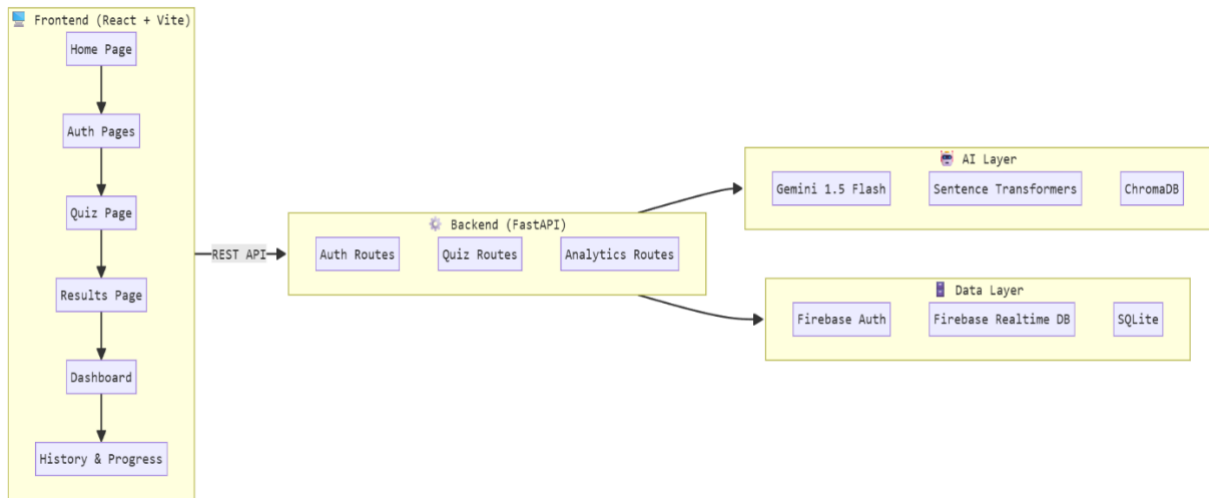 Frontend (React + Vite)
Home Page
Auth Pages
Quiz Page
Results Page
Dashboard
History & Progress
REST API
Backend (FastAPI)
Auth Routes
Quiz Routes
Analytics Routes
AI Layer
Gemini 1.5 Flash
Sentence Transformers
ChromaDB
Data Layer
Firebase Auth
Firebase Realtime DB
SQLite